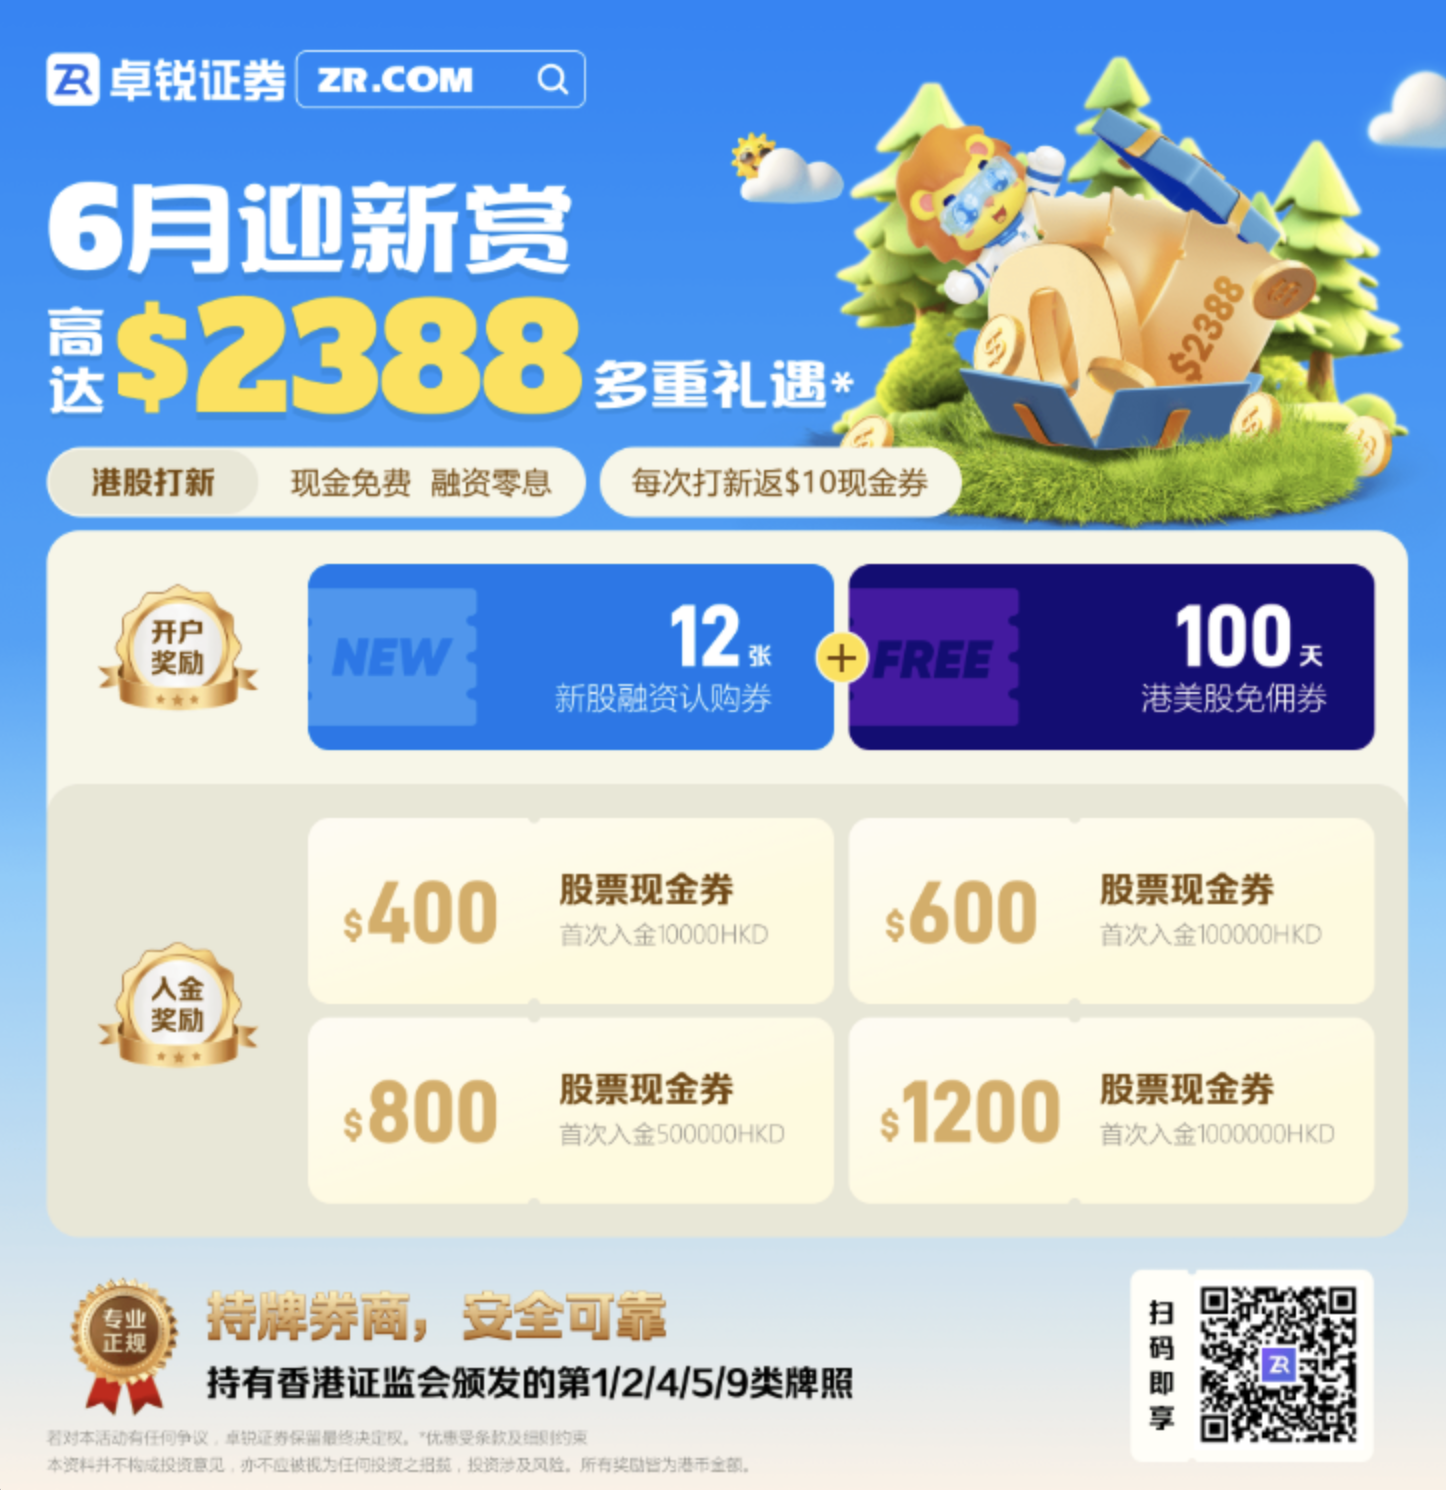 卓锐证券 ZR.COM
6月迎新赏
高达$2388多重礼遇*
$2388
港股打新 现金免费 融资零息 每次打新返$10现金券
开户奖励
NEW
12张
新股融资认购券
+
FREE
100天
港美股免佣券
入金奖励
$400
股票现金券
首次入金10000HKD
$600
股票现金券
首次入金100000HKD
$800
股票现金券
首次入金500000HKD
$1200
股票现金券
首次入金1000000HKD
专业正规
持牌券商，安全可靠
持有香港证监会颁发的第1/2/4/5/9类牌照
扫码即享
ZR
若对本活动有任何争议，卓锐证券保留最终决定权。*优惠受条款及细则约束
本资料并不构成投资意见，亦不应被视为任何投资之招揽，投资涉及风险。所有奖励皆为港币金额。